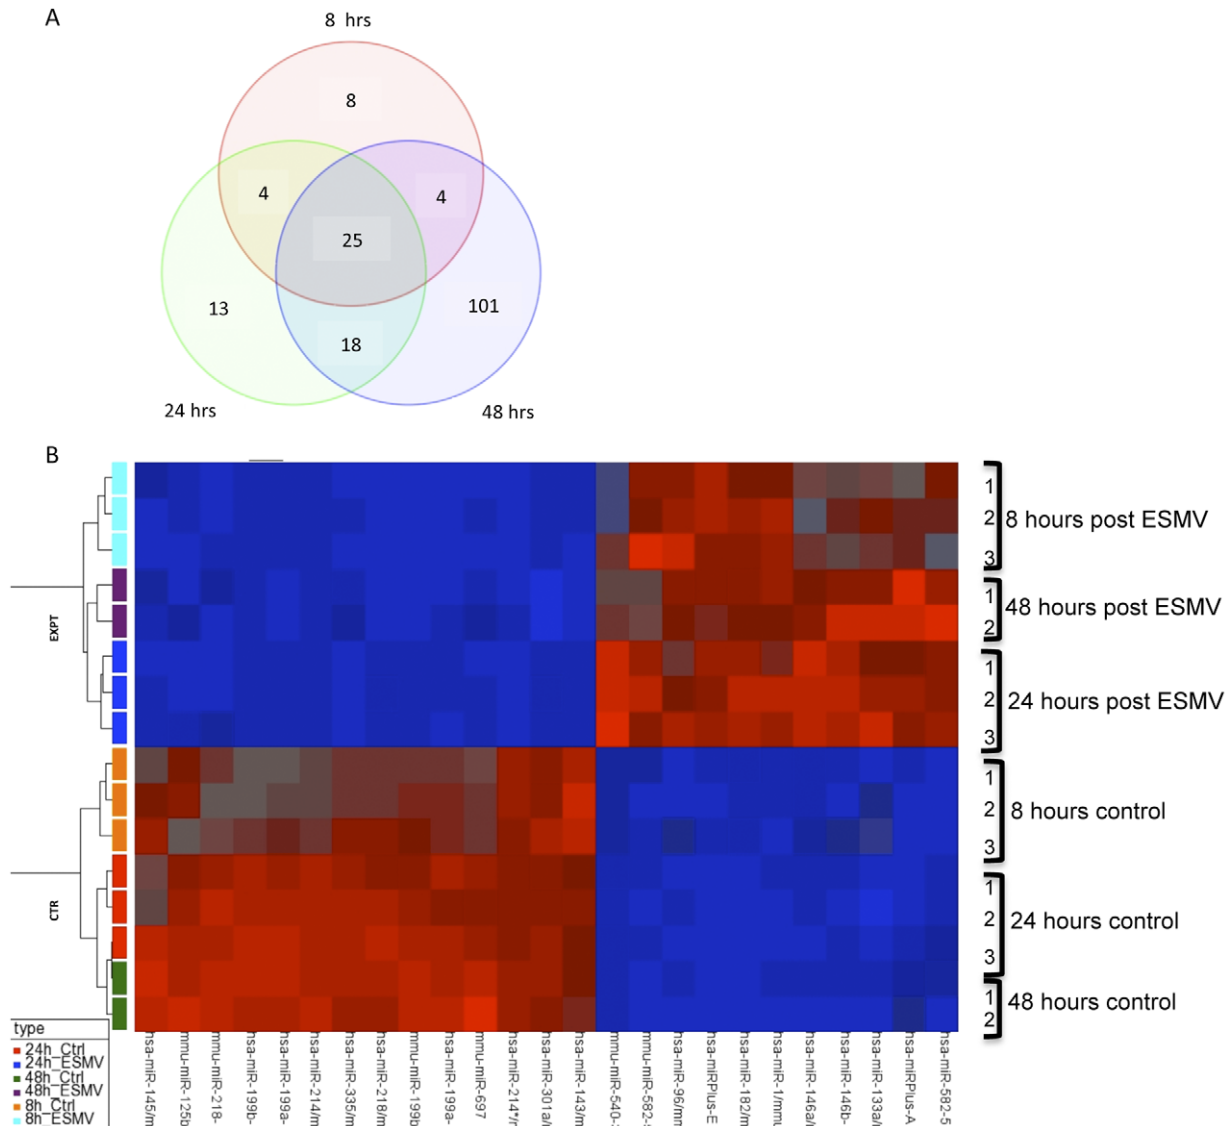 A
8 hrs
8
4
4
25
13
101
18
24 hrs
48 hrs
B
EXPT
CTR
1
2
3
8 hours post ESMV
1
2
48 hours post ESMV
1
2
3
24 hours post ESMV
1
2
3
8 hours control
1
2
3
24 hours control
1
2
48 hours control
type
24h_Ctrl
24h_ESMV
48h_Ctrl
48h_ESMV
8h_Ctrl
8h_ESMV
hsa-miR-145/m
mmu-miR-125b
mmu-miR-218-
hsa-miR-199b-
hsa-miR-199a-
hsa-miR-214/m
hsa-miR-335/m
hsa-miR-218/m
mmu-miR-199b
hsa-miR-199a-
mmu-miR-697
hsa-miR-214*/
hsa-miR-301a/
hsa-miR-143/m
mmu-miR-540-
mmu-miR-582-
hsa-miR-96/mm
hsa-miRPlus-E
hsa-miR-182/m
hsa-miR-1/mmu
hsa-miR-146a/
hsa-miR-146b-
hsa-miR-133a/
hsa-miRPlus-A
hsa-miR-582-5